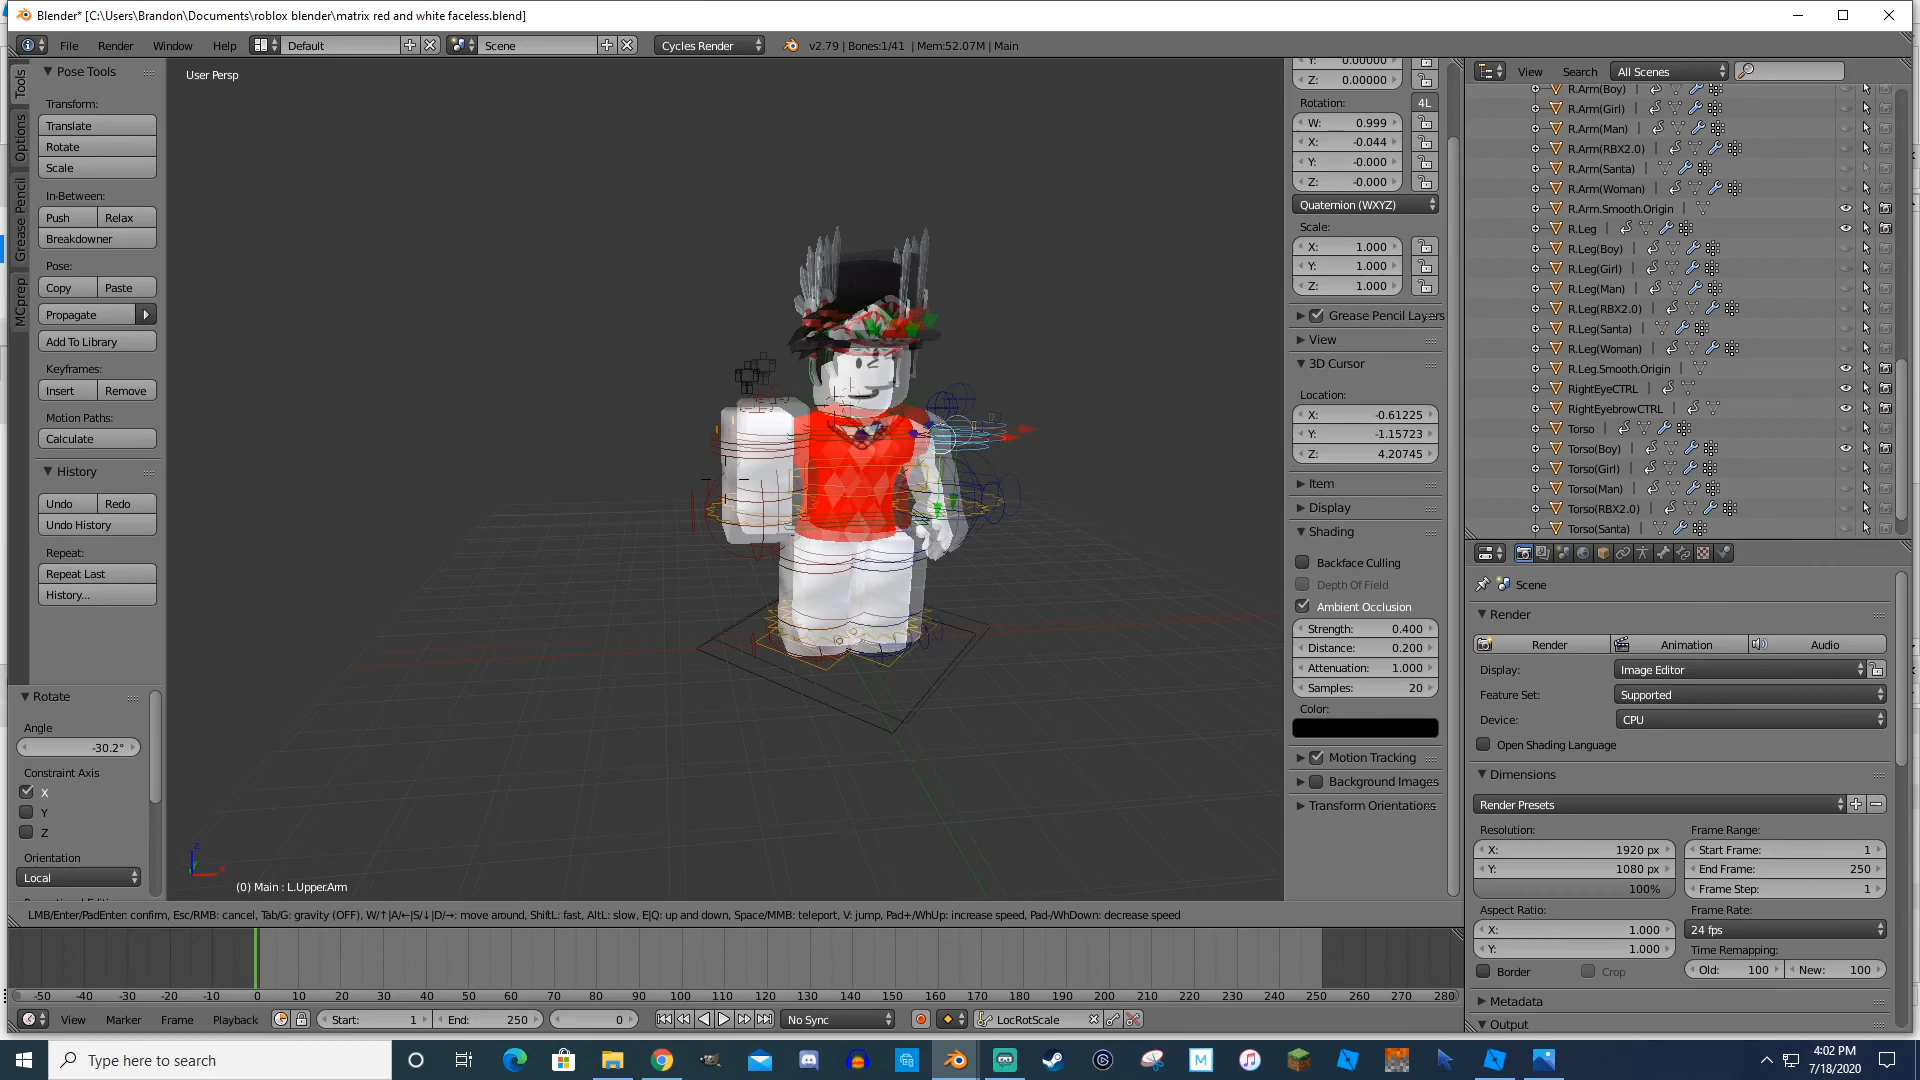 Blender* [C:\Users\Brandon\Documents\roblox blender\matrix red and white faceless.blend]
File Render Window Help Default Scene Cycles Render v2.79 | Bones:1/41 | Mem:52.07M | Main
Tools
Options
Grease Pencil
MCprep
Pose Tools
Transform:
Translate
Rotate
Scale
In-Between:
Push Relax
Breakdowner
Pose:
Copy Paste
Propagate
Add To Library
Keyframes:
Insert Remove
Motion Paths:
Calculate
History
Undo Redo
Undo History
Repeat:
Repeat Last
History...
Rotate
Angle
-30.2°
Constraint Axis
X
Y
Z
Orientation
Local
User Persp
(0) Main : L.Upper.Arm
Y: 0.00000
Z: 0.00000
Rotation: 4L
W: 0.999
X: -0.044
Y: -0.000
Z: -0.000
Quaternion (WXYZ)
Scale:
X: 1.000
Y: 1.000
Z: 1.000
Grease Pencil Layers
View
3D Cursor
Location:
X: -0.61225
Y: -1.15723
Z: 4.20745
Item
Display
Shading
Backface Culling
Depth Of Field
Ambient Occlusion
Strength: 0.400
Distance: 0.200
Attenuation: 1.000
Samples: 20
Color:
Motion Tracking
Background Images
Transform Orientations
View Search All Scenes
R.Arm(Boy)
R.Arm(Girl)
R.Arm(Man)
R.Arm(RBX2.0)
R.Arm(Santa)
R.Arm(Woman)
R.Arm.Smooth.Origin
R.Leg
R.Leg(Boy)
R.Leg(Girl)
R.Leg(Man)
R.Leg(RBX2.0)
R.Leg(Santa)
R.Leg(Woman)
R.Leg.Smooth.Origin
RightEyeCTRL
RightEyebrowCTRL
Torso
Torso(Boy)
Torso(Girl)
Torso(Man)
Torso(RBX2.0)
Torso(Santa)
Scene
Render
Render Animation Audio
Display: Image Editor
Feature Set: Supported
Device: CPU
Open Shading Language
Dimensions
Render Presets
Resolution: Frame Range:
X: 1920 px Start Frame: 1
Y: 1080 px End Frame: 250
100% Frame Step: 1
Aspect Ratio: Frame Rate:
X: 1.000 24 fps
Y: 1.000 Time Remapping:
Border Crop Old: 100 New: 100
Metadata
Output
LMB/Enter/PadEnter: confirm, Esc/RMB: cancel, Tab/G: gravity (OFF), W/↑|A/←|S/↓|D/→: move around, ShiftL: fast, AltL: slow, E|Q: up and down, Space/MMB: teleport, V: jump, Pad+/WhUp: increase speed, Pad-/WhDown: decrease speed
-50 -40 -30 -20 -10 0 10 20 30 40 50 60 70 80 90 100 110 120 130 140 150 160 170 180 190 200 210 220 230 240 250 260 270 280
View Marker Frame Playback Start: 1 End: 250 0 No Sync LocRotScale
Type here to search
4:02 PM
7/18/2020